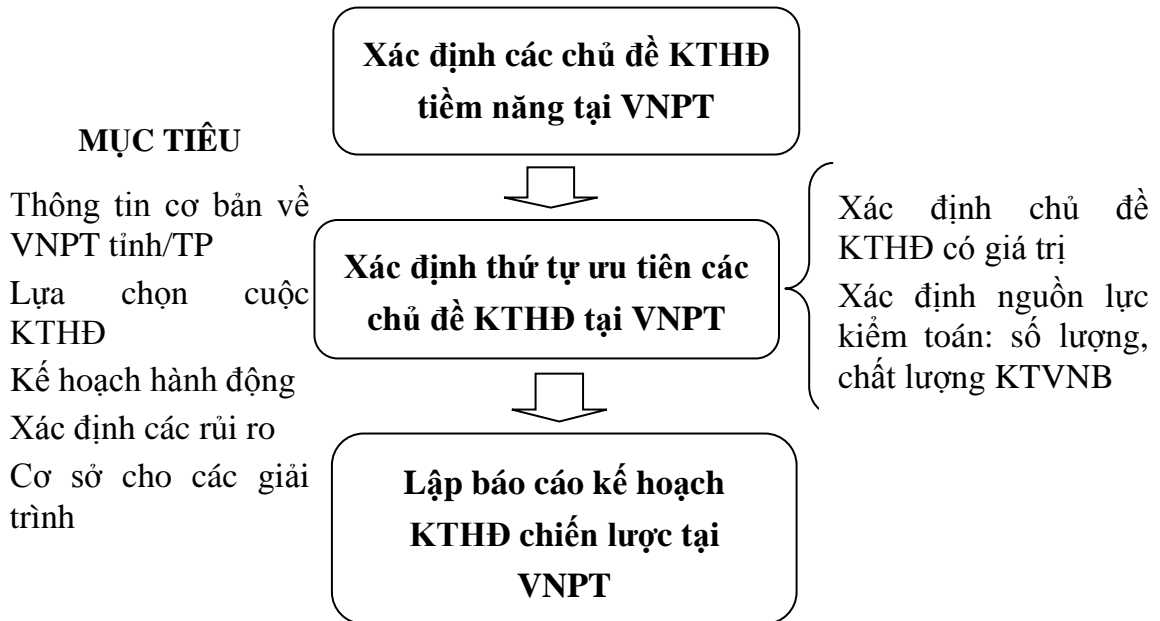 Xác định các chủ đề KTHĐ
tiềm năng tại VNPT
MỤC TIÊU
Thông tin cơ bản về
VNPT tỉnh/TP
Lựa chọn cuộc
KTHĐ
Kế hoạch hành động
Xác định các rủi ro
Cơ sở cho các giải
trình
Xác định thứ tự ưu tiên các
chủ đề KTHĐ tại VNPT
Xác định chủ đề
KTHĐ có giá trị
Xác định nguồn lực
kiểm toán: số lượng,
chất lượng KTVNB
Lập báo cáo kế hoạch
KTHĐ chiến lược tại
VNPT